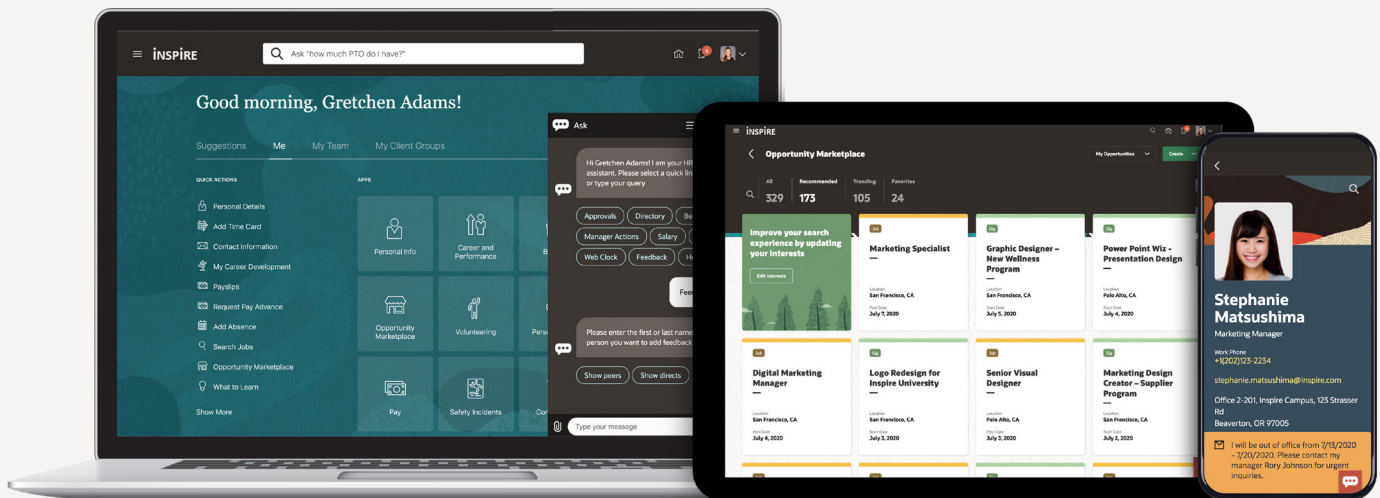 INSPIRE
Ask "how much PTO do I have?"
Good morning, Gretchen Adams!
Suggestions
Me
My Team
My Client Groups
QUICK ACTIONS
Personal Details
Add Time Card
Contact Information
My Career Development
Payslips
Request Pay Advance
Add Absence
Search Jobs
Opportunity Marketplace
What to Learn
Show More
APPS
Personal Info
Career and
Performance
Opportunity
Marketplace
Volunteering
Pay
Safety Incidents
Ask
Hi Gretchen Adams! I am your HR
assistant. Please select a quick lin
or type your query
Approvals
Directory
Be
Manager Actions
Salary
Web Clock
Feedback
Fee
Please enter the first or last name
person you want to add feedback
Show peers
Show directs
Type your message
INSPIRE
Opportunity Marketplace
My Opportunities
Create
All
329
Recommended
173
Trending
105
Favorites
24
Improve your search
experience by updating
your interests
Edit Interests
Job
Marketing Specialist
Location
San Francisco, CA
Post Date
July 7, 2020
Gig
Graphic Designer –
New Wellness
Program
Location
San Francisco, CA
Start Date
July 5, 2020
Gig
Power Point Wiz -
Presentation Design
Location
Palo Alto, CA
Start Date
July 4, 2020
Job
Digital Marketing
Manager
Location
San Francisco, CA
Post Date
July 4, 2020
Gig
Logo Redesign for
Inspire University
Location
San Francisco, CA
Start Date
July 3, 2020
Job
Senior Visual
Designer
Location
Palo Alto, CA
Post Date
July 3, 2020
Gig
Marketing Design
Creator – Supplier
Program
Location
San Francisco, CA
Start Date
July 2, 2020
Stephanie
Matsushima
Marketing Manager
Work Phone
+1(202)123-2234
stephanie.matsushima@inspire.com
Office 2-201, Inspire Campus, 123 Strasser
Rd
Beaverton, OR 97005
I will be out of office from 7/13/2020
- 7/20/2020. Please contact my
manager Rory Johnson for urgent
inquiries.